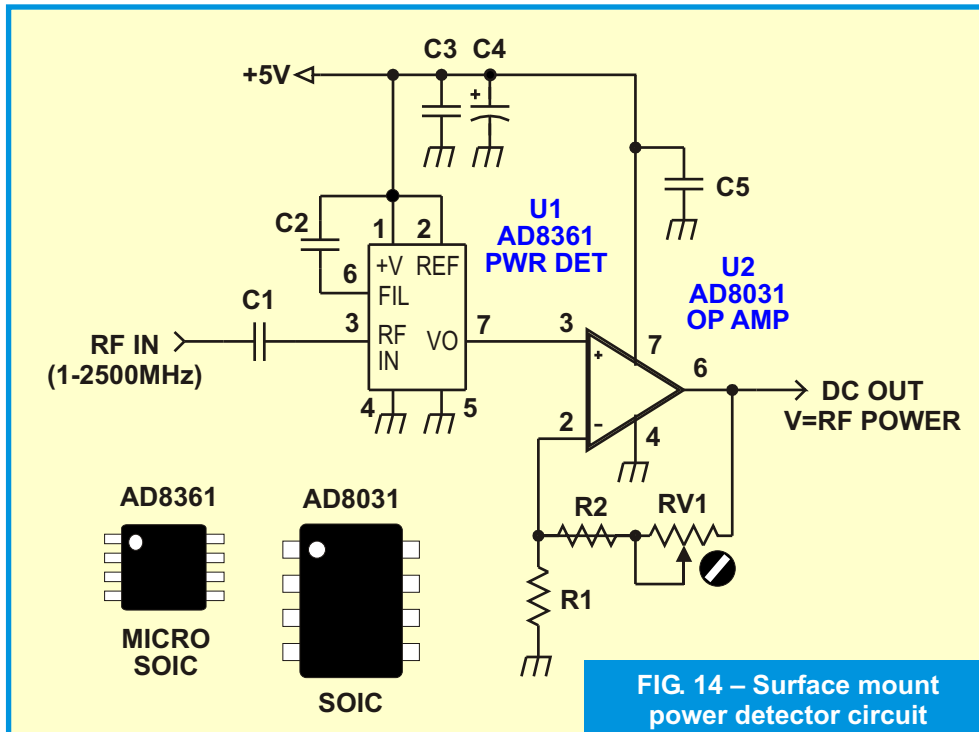 C3 C4
+5V
+
C5
C2
1 2
U1
AD8361
PWR DET
+V REF
6
FIL
U2
AD8031
OP AMP
C1
3
RF IN
(1-2500MHz)
RF
IN
VO
7
3
+
7
6
DC OUT
V=RF POWER
4 5
2
-
4
AD8361
AD8031
R2 RV1
R1
MICRO
SOIC
SOIC
FIG. 14 – Surface mount
power detector circuit